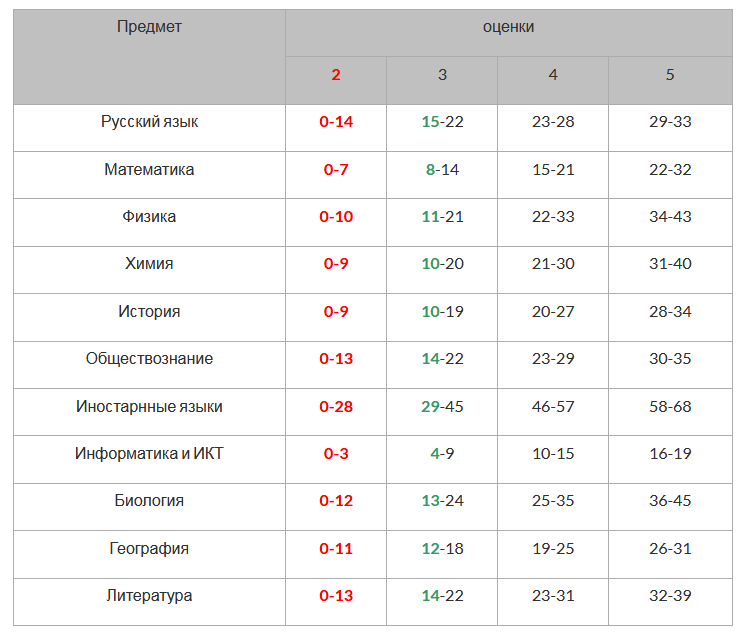 Предмет оценки
2 3 4 5
Русский язык 0-14 15-22 23-28 29-33
Математика 0-7 8-14 15-21 22-32
Физика 0-10 11-21 22-33 34-43
Химия 0-9 10-20 21-30 31-40
История 0-9 10-19 20-27 28-34
Обществознание 0-13 14-22 23-29 30-35
Иностарнные языки 0-28 29-45 46-57 58-68
Информатика и ИКТ 0-3 4-9 10-15 16-19
Биология 0-12 13-24 25-35 36-45
География 0-11 12-18 19-25 26-31
Литература 0-13 14-22 23-31 32-39